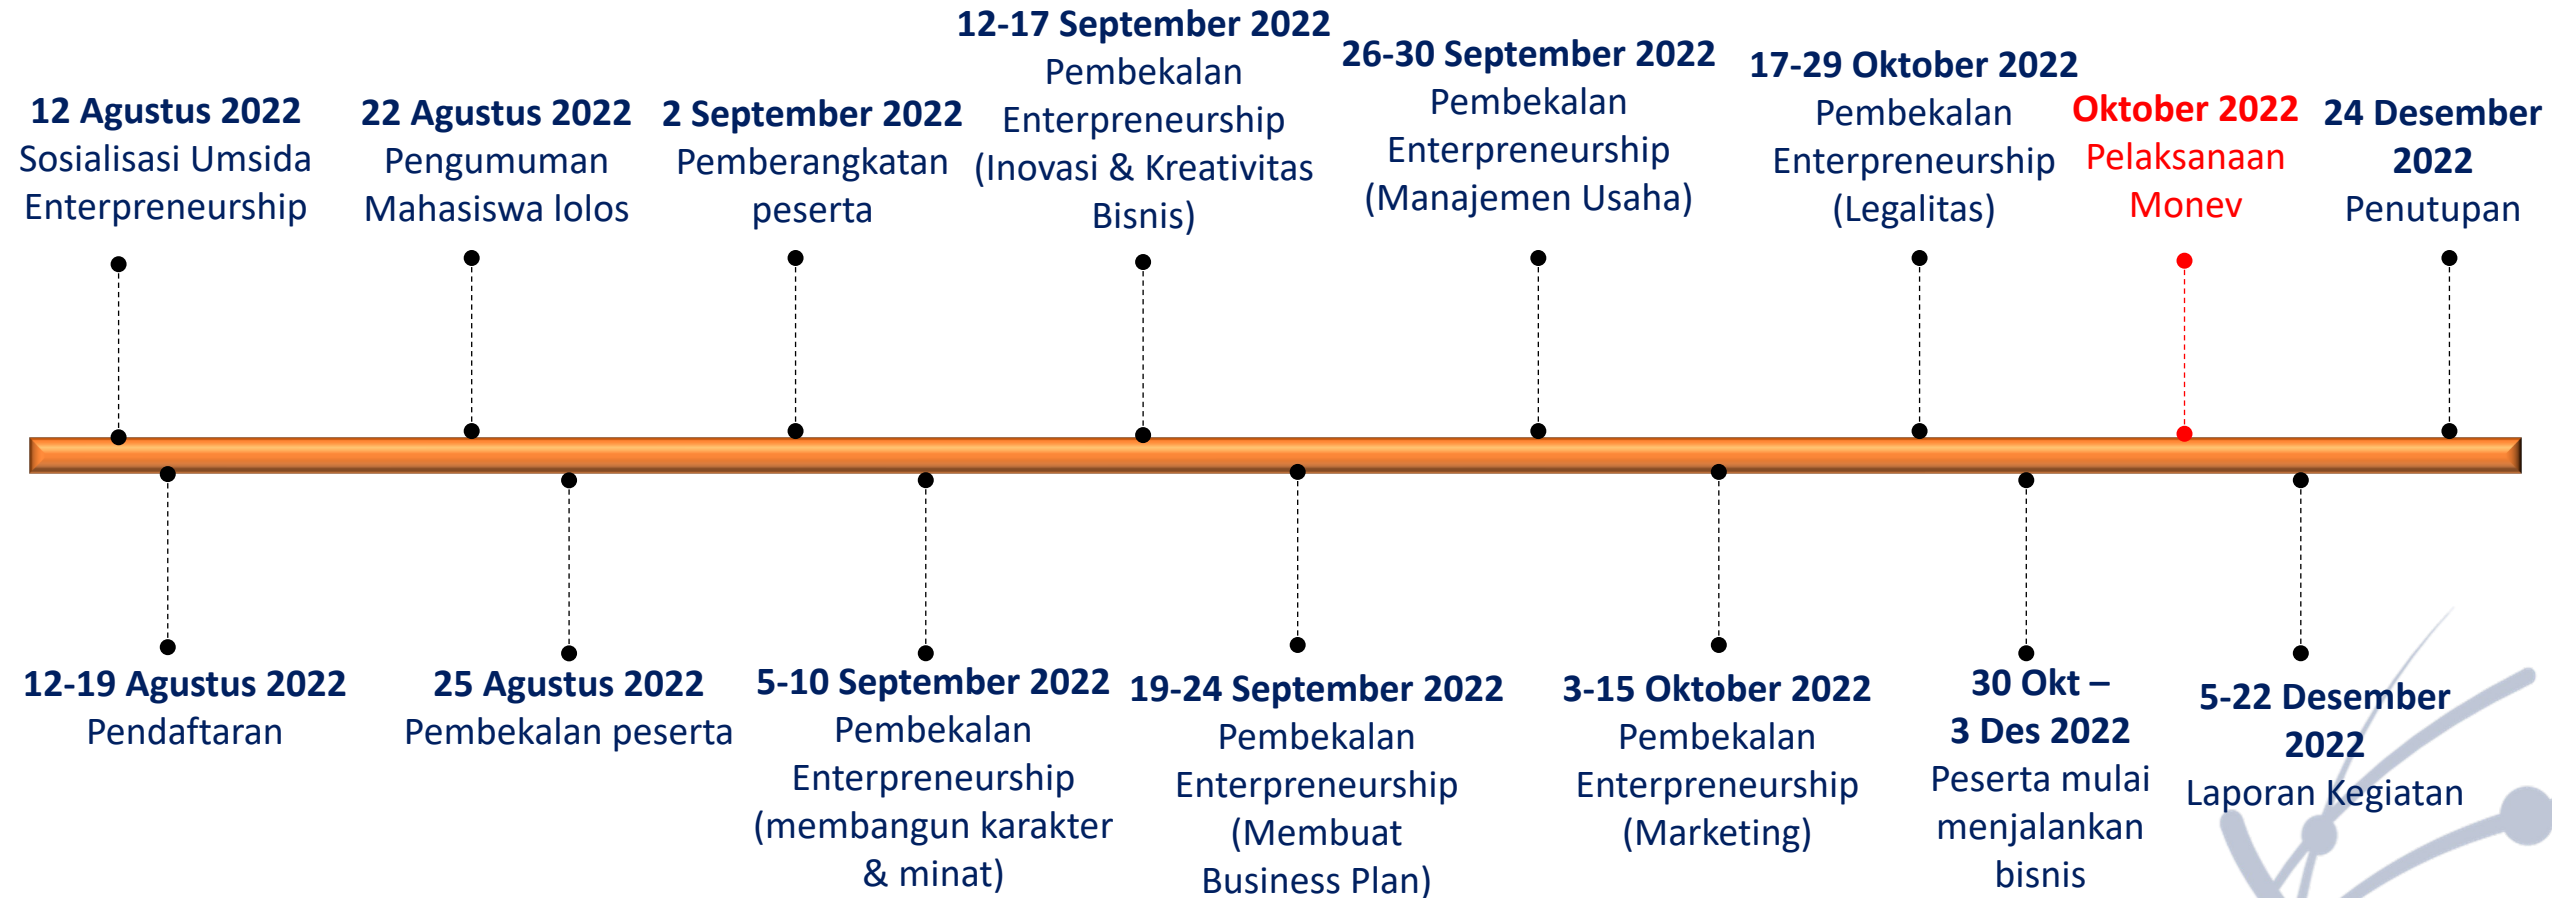 12 Agustus 2022
Sosialisasi Umsida
Enterpreneurship
22 Agustus 2022
Pengumuman
Mahasiswa lolos
2 September 2022
Pemberangkatan
peserta
12-17 September 2022
Pembekalan
Enterpreneurship
(Inovasi & Kreativitas
Bisnis)
26-30 September 2022
Pembekalan
Enterpreneurship
(Manajemen Usaha)
17-29 Oktober 2022
Pembekalan
Enterpreneurship
(Legalitas)
Oktober 2022
Pelaksanaan
Monev
24 Desember
2022
Penutupan
12-19 Agustus 2022
Pendaftaran
25 Agustus 2022
Pembekalan peserta
5-10 September 2022
Pembekalan
Enterpreneurship
(membangun karakter
& minat)
19-24 September 2022
Pembekalan
Enterpreneurship
(Membuat
Business Plan)
3-15 Oktober 2022
Pembekalan
Enterpreneurship
(Marketing)
30 Okt –
3 Des 2022
Peserta mulai
menjalankan
bisnis
5-22 Desember
2022
Laporan Kegiatan